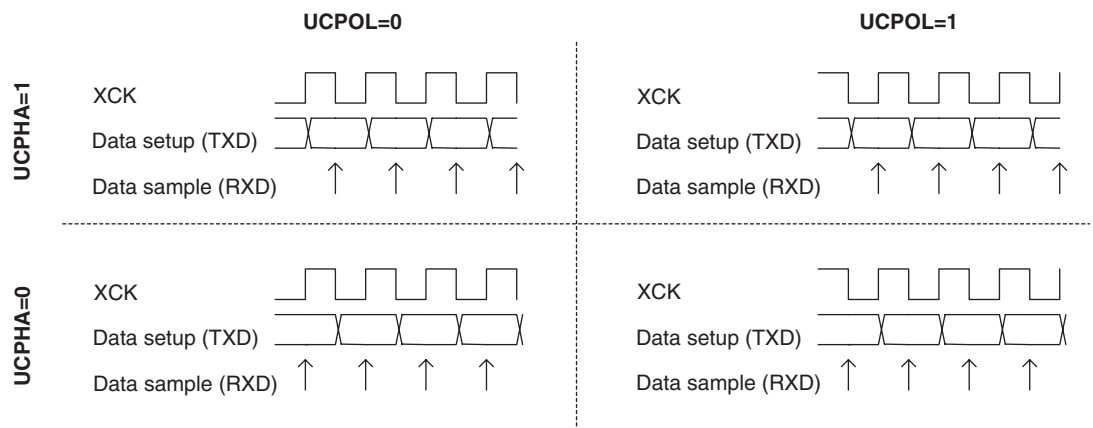 UCPOL=0
UCPOL=1
UCPHA=1
XCK
Data setup (TXD)
Data sample (RXD)
XCK
Data setup (TXD)
Data sample (RXD)
UCPHA=0
XCK
Data setup (TXD)
Data sample (RXD)
XCK
Data setup (TXD)
Data sample (RXD)